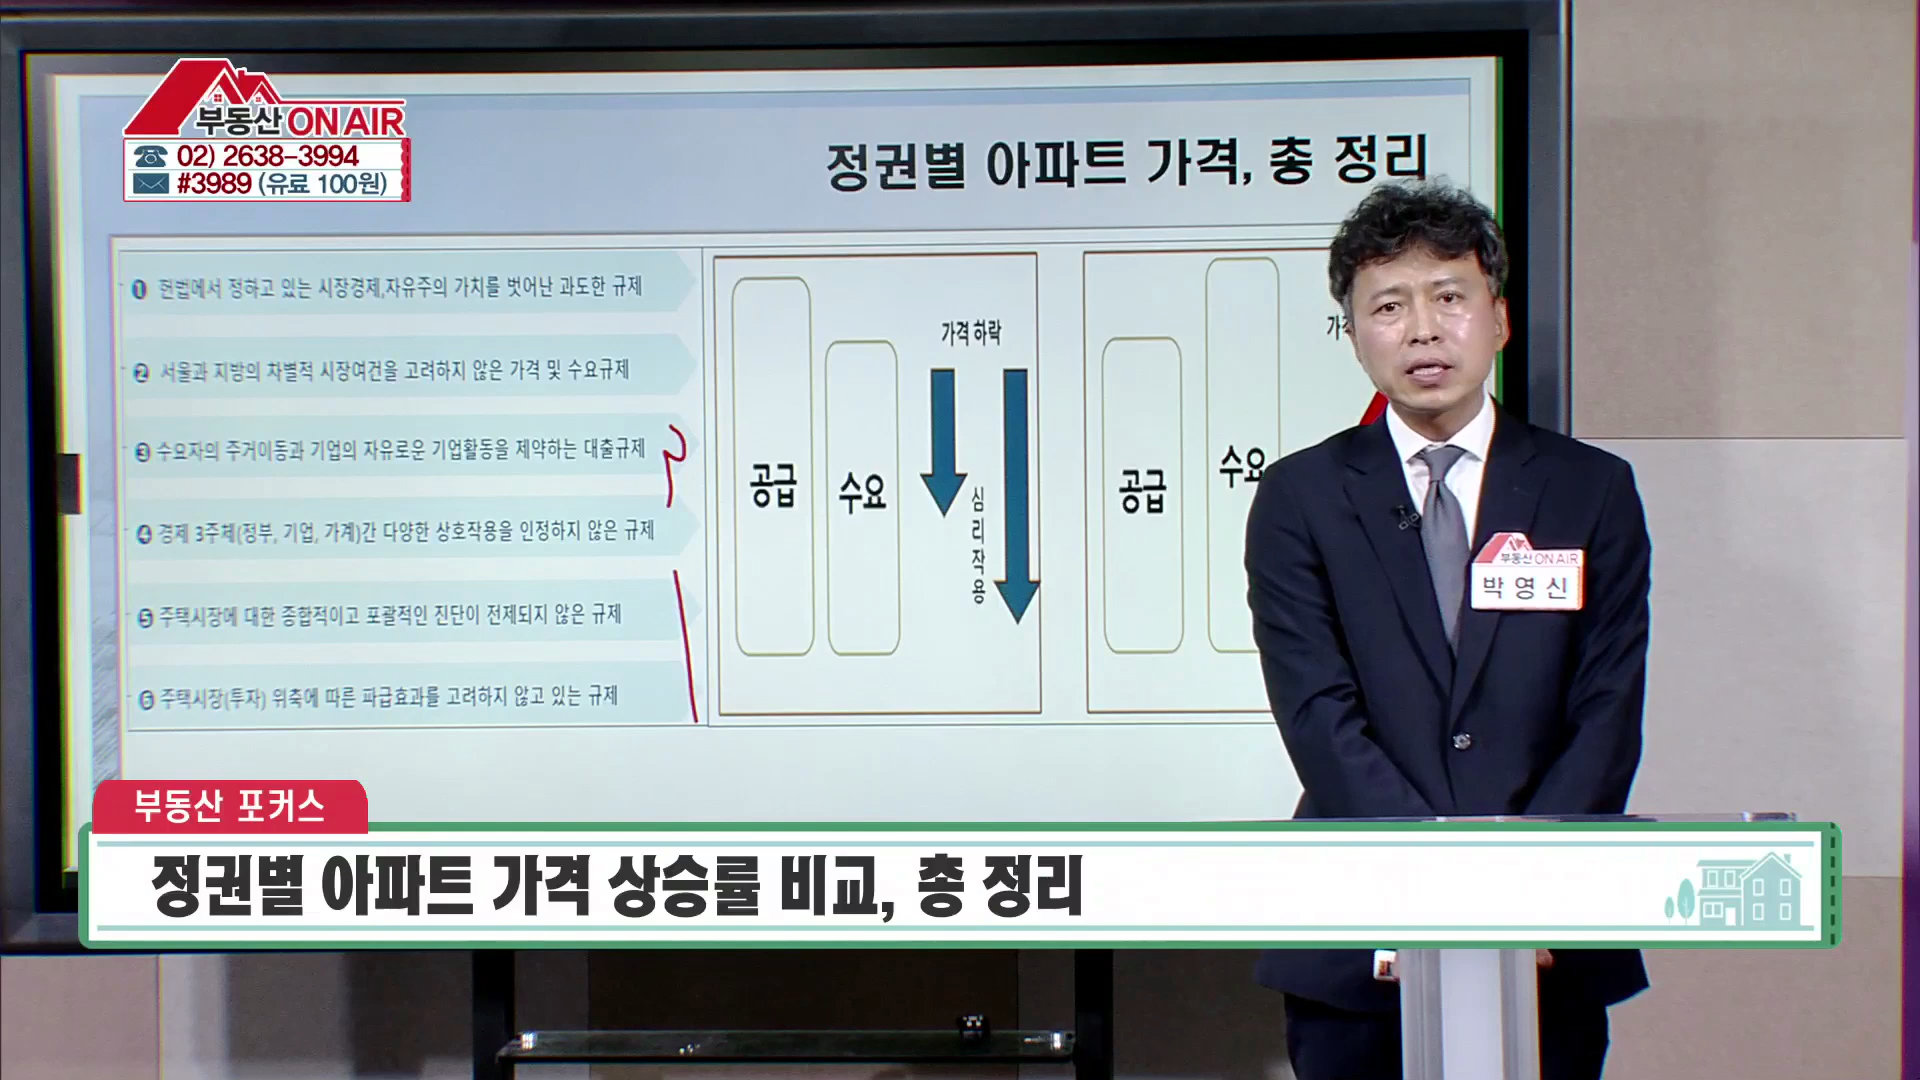 부동산 ON AIR
02) 2638-3994
#3989 (유료 100원)
정권별 아파트 가격, 총 정리
❶ 헌법에서 정하고 있는 시장경제,자유주의 가치를 벗어난 과도한 규제
❷ 서울과 지방의 차별적 시장여건을 고려하지 않은 가격 및 수요규제
❸ 수요자의 주거이동과 기업의 자유로운 기업활동을 제약하는 대출규제
❹ 경제 3주체(정부, 기업, 가계)간 다양한 상호작용을 인정하지 않은 규제
❺ 주택시장에 대한 종합적이고 포괄적인 진단이 전제되지 않은 규제
❻ 주택시장(투자) 위축에 따른 파급효과를 고려하지 않고 있는 규제
공급
수요
가격 하락
심리작용
공급
수요
부동산 ON AIR
박영신
부동산 포커스
정권별 아파트 가격 상승률 비교, 총 정리